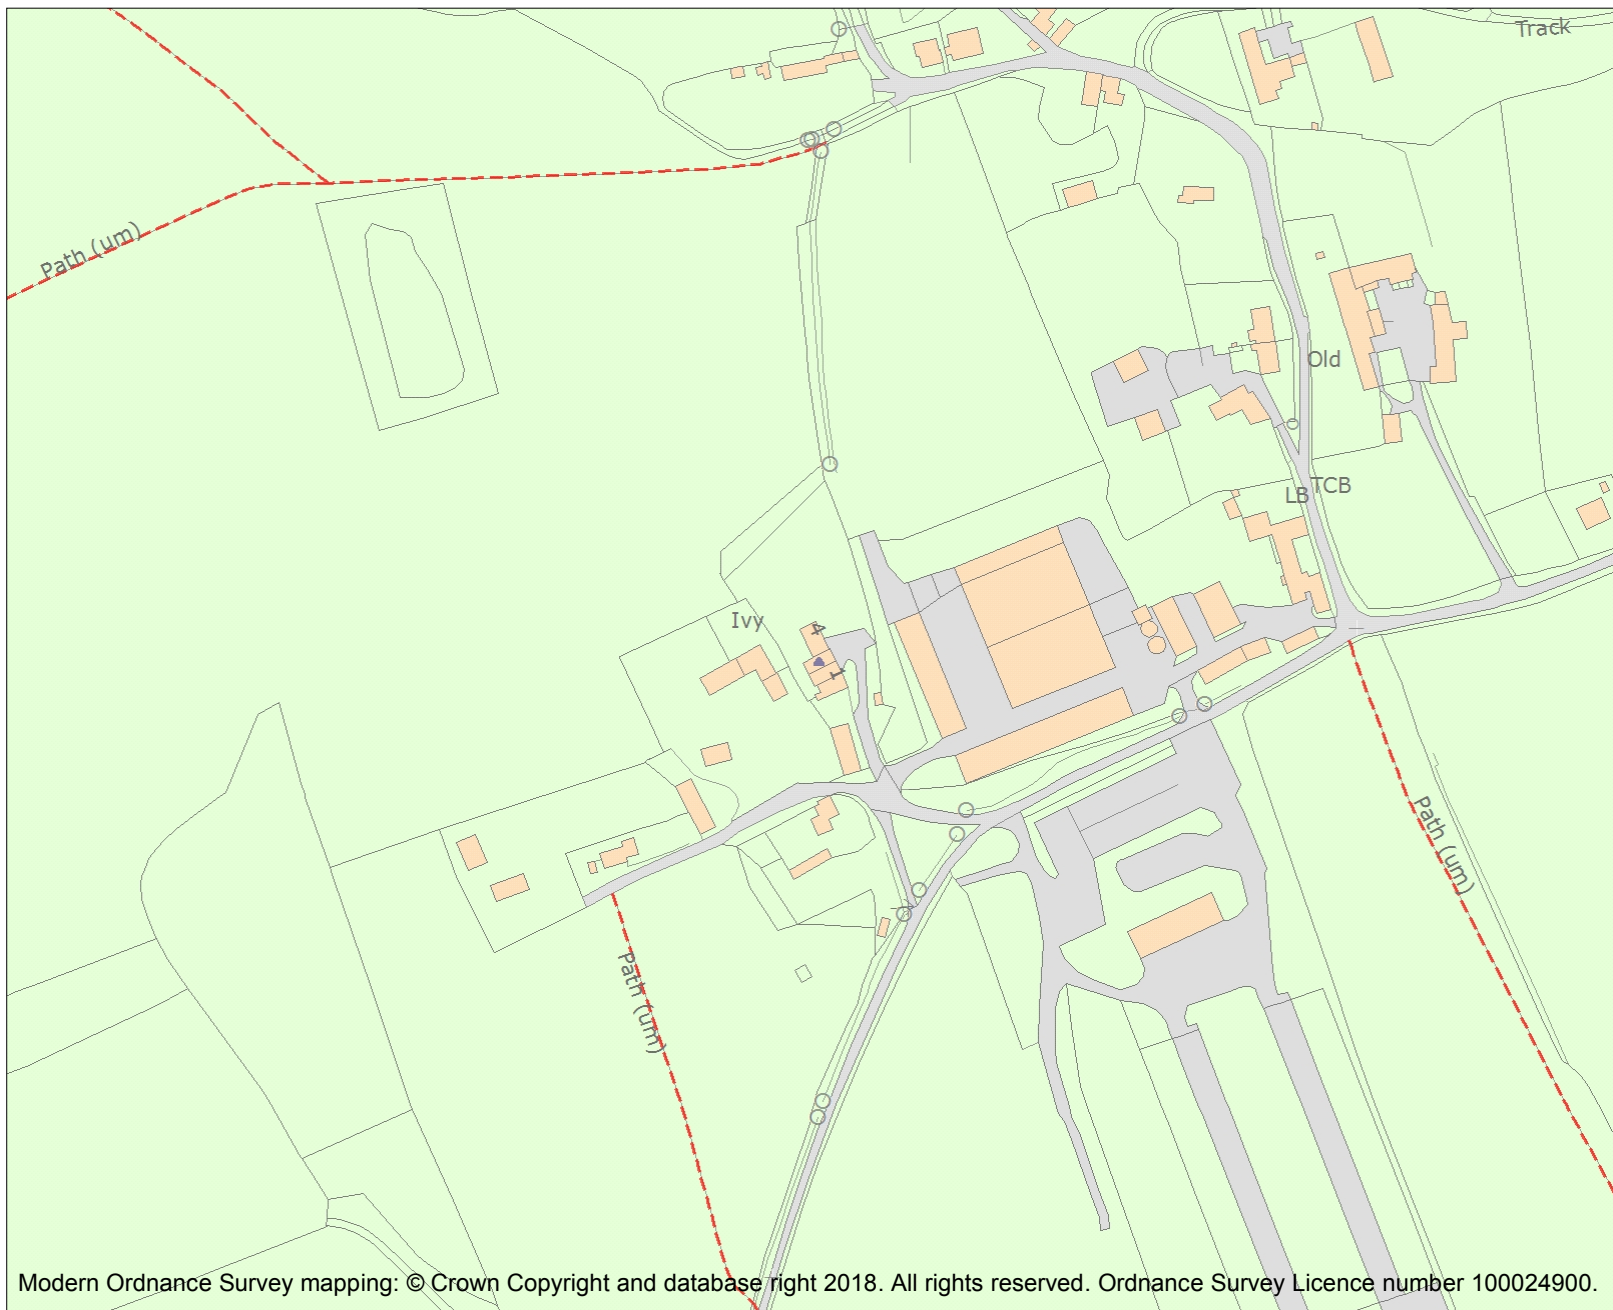 Track
Path (um)
Old
LB
TCB
Ivy
4
1
Path (um)
Path (um)
Modern Ordnance Survey mapping: © Crown Copyright and database right 2018. All rights reserved. Ordnance Survey Licence number 100024900.